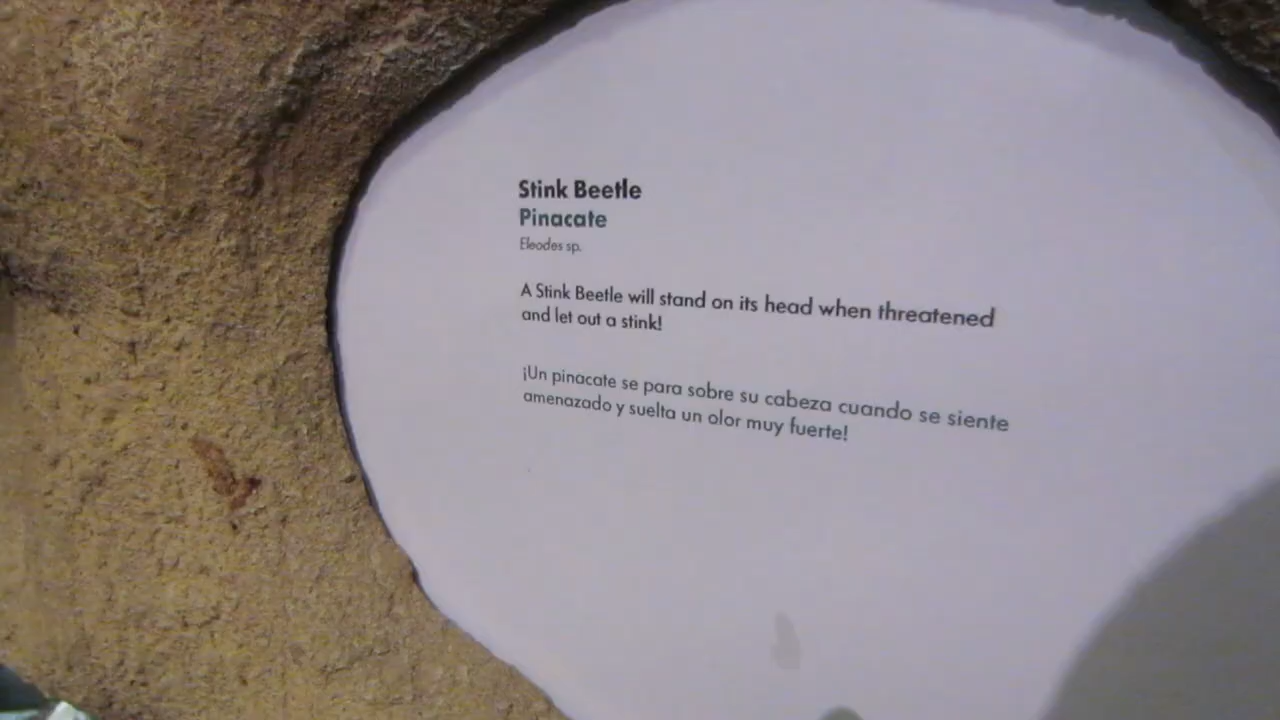 Stink Beetle
Pinacate
Eleodes sp.
A Stink Beetle will stand on its head when threatened
and let out a stink!
¡Un pinacate se para sobre su cabeza cuando se siente
amenazado y suelta un olor muy fuerte!